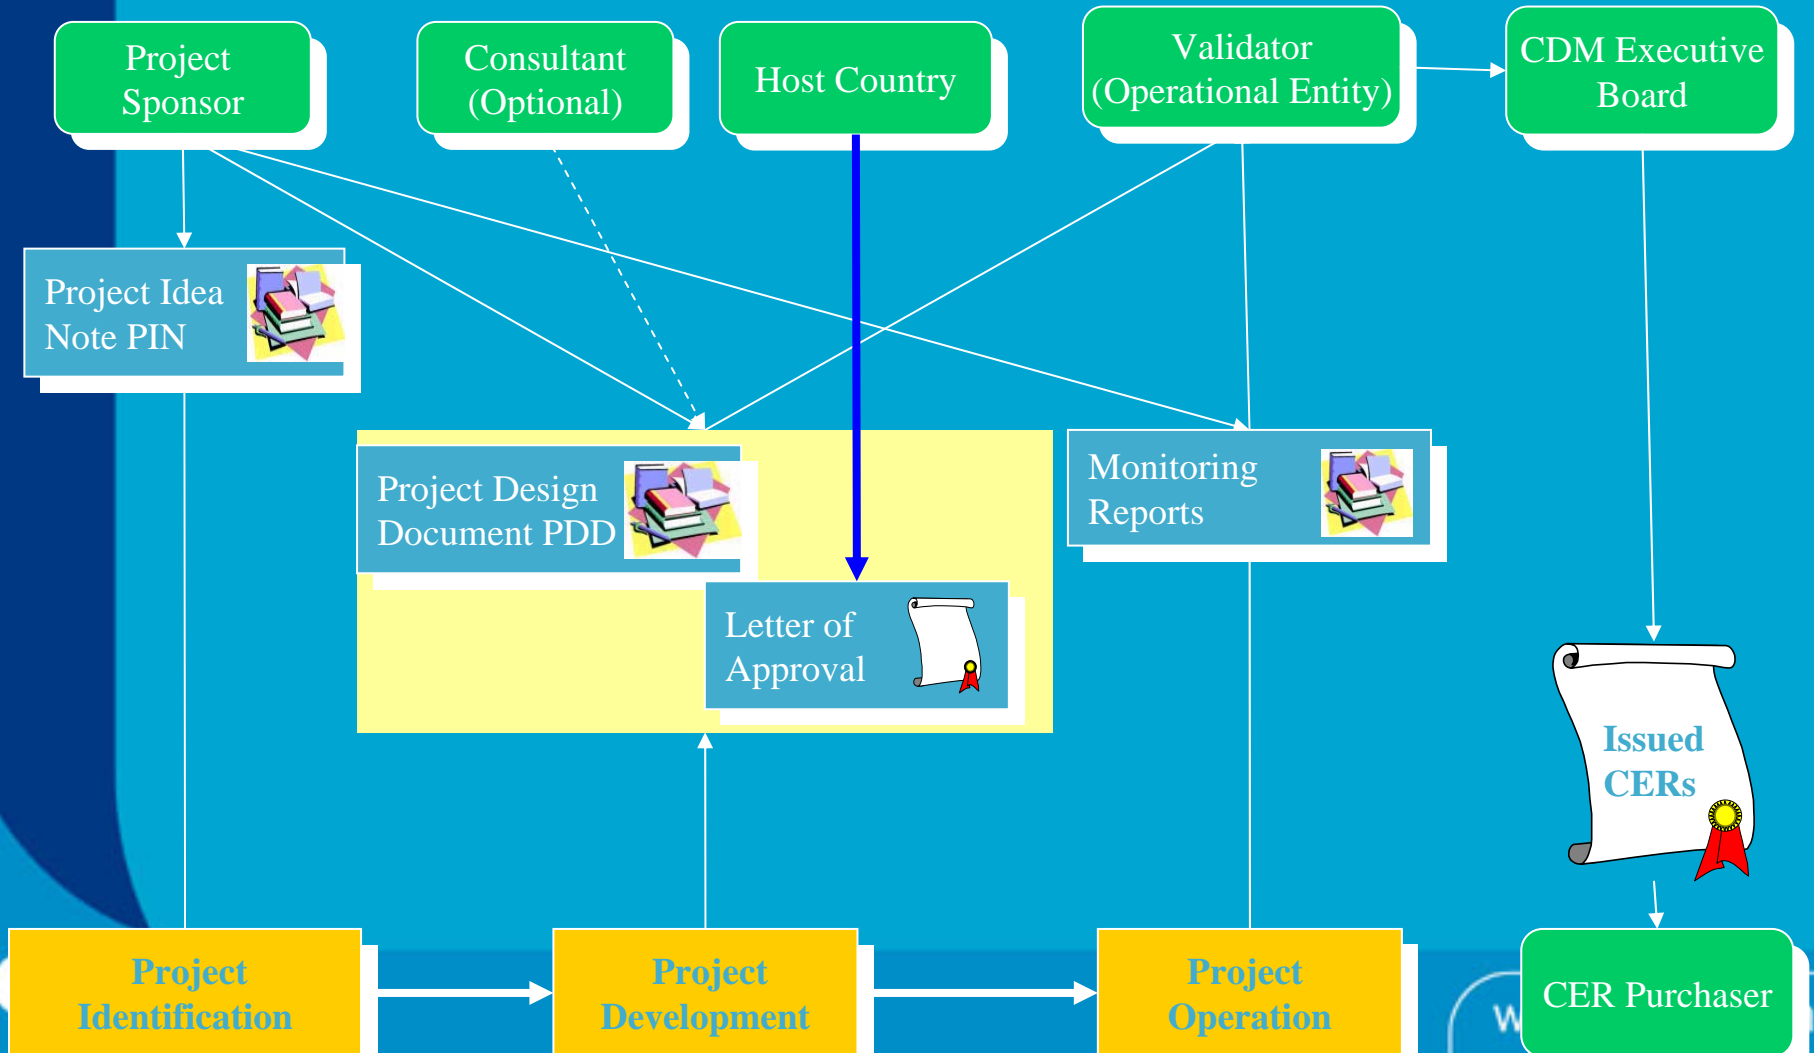 Project
Sponsor
Consultant
(Optional)
Host Country
Validator
(Operational Entity)
CDM Executive
Board
Project Idea
Note PIN
Project Design
Document PDD
Monitoring
Reports
Letter of
Approval
Issued
CERs
Project
Identification
Project
Development
Project
Operation
CER Purchaser